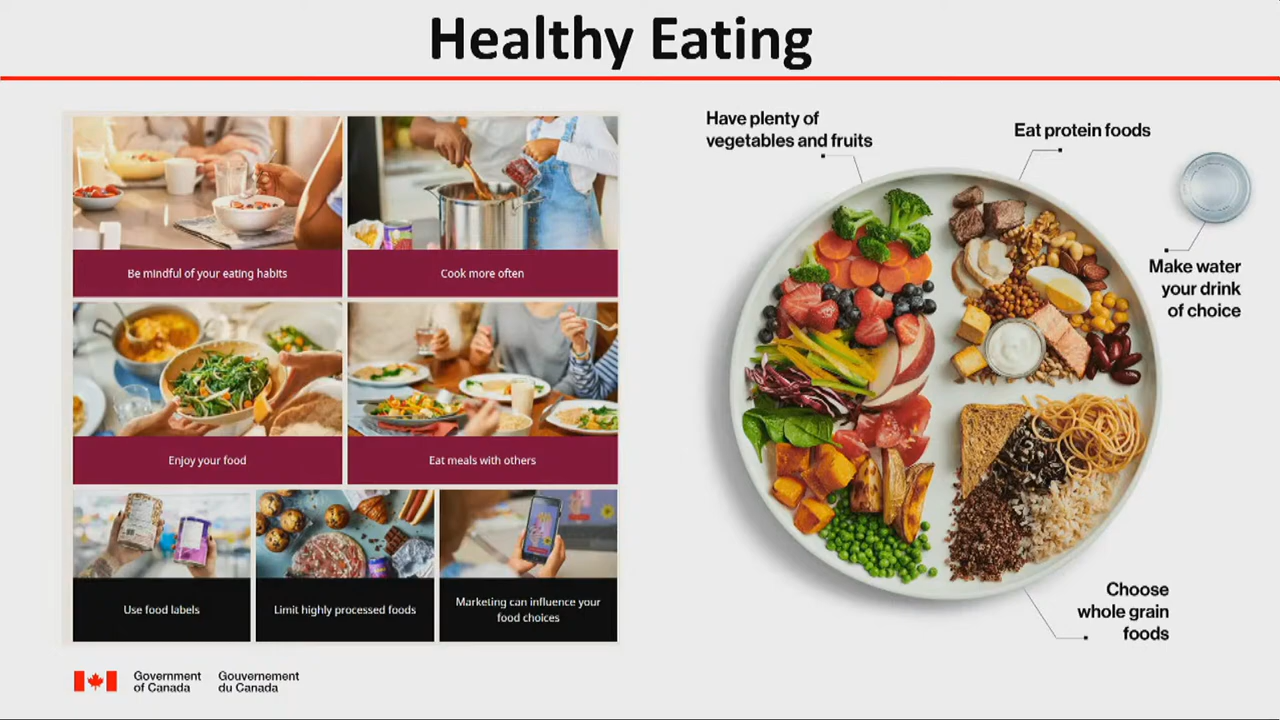 Healthy Eating
Be mindful of your eating habits
Cook more often
Enjoy your food
Eat meals with others
Use food labels
Limit highly processed foods
Marketing can influence your
food choices
Have plenty of
vegetables and fruits
Eat protein foods
Make water
your drink
of choice
Choose
whole grain
foods
Government
of Canada
Gouvernement
du Canada